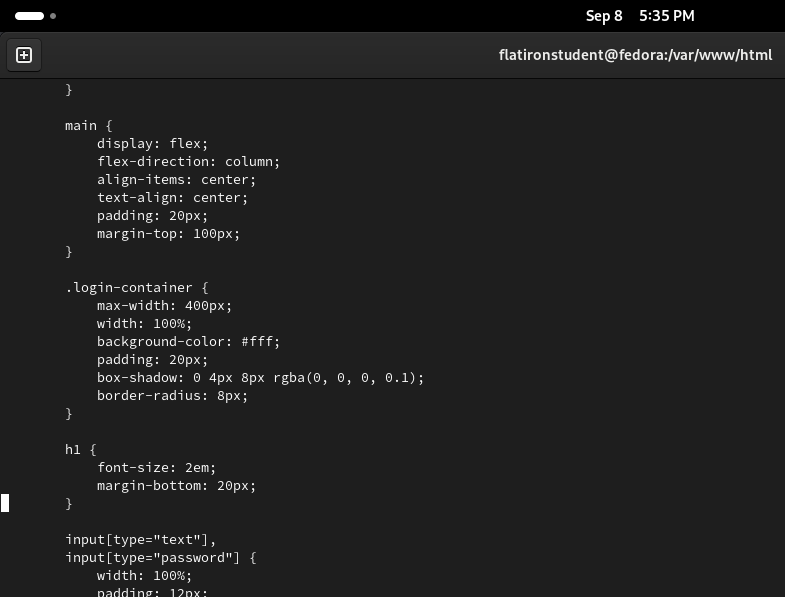 Sep 8 5:35 PM
flatironstudent@fedora:/var/www/html
}
main {
display: flex;
flex-direction: column;
align-items: center;
text-align: center;
padding: 20px;
margin-top: 100px;
}
.login-container {
max-width: 400px;
width: 100%;
background-color: #fff;
padding: 20px;
box-shadow: 0 4px 8px rgba(0, 0, 0, 0.1);
border-radius: 8px;
}
h1 {
font-size: 2em;
margin-bottom: 20px;
}
input[type="text"],
input[type="password"] {
width: 100%;
padding: 12px;